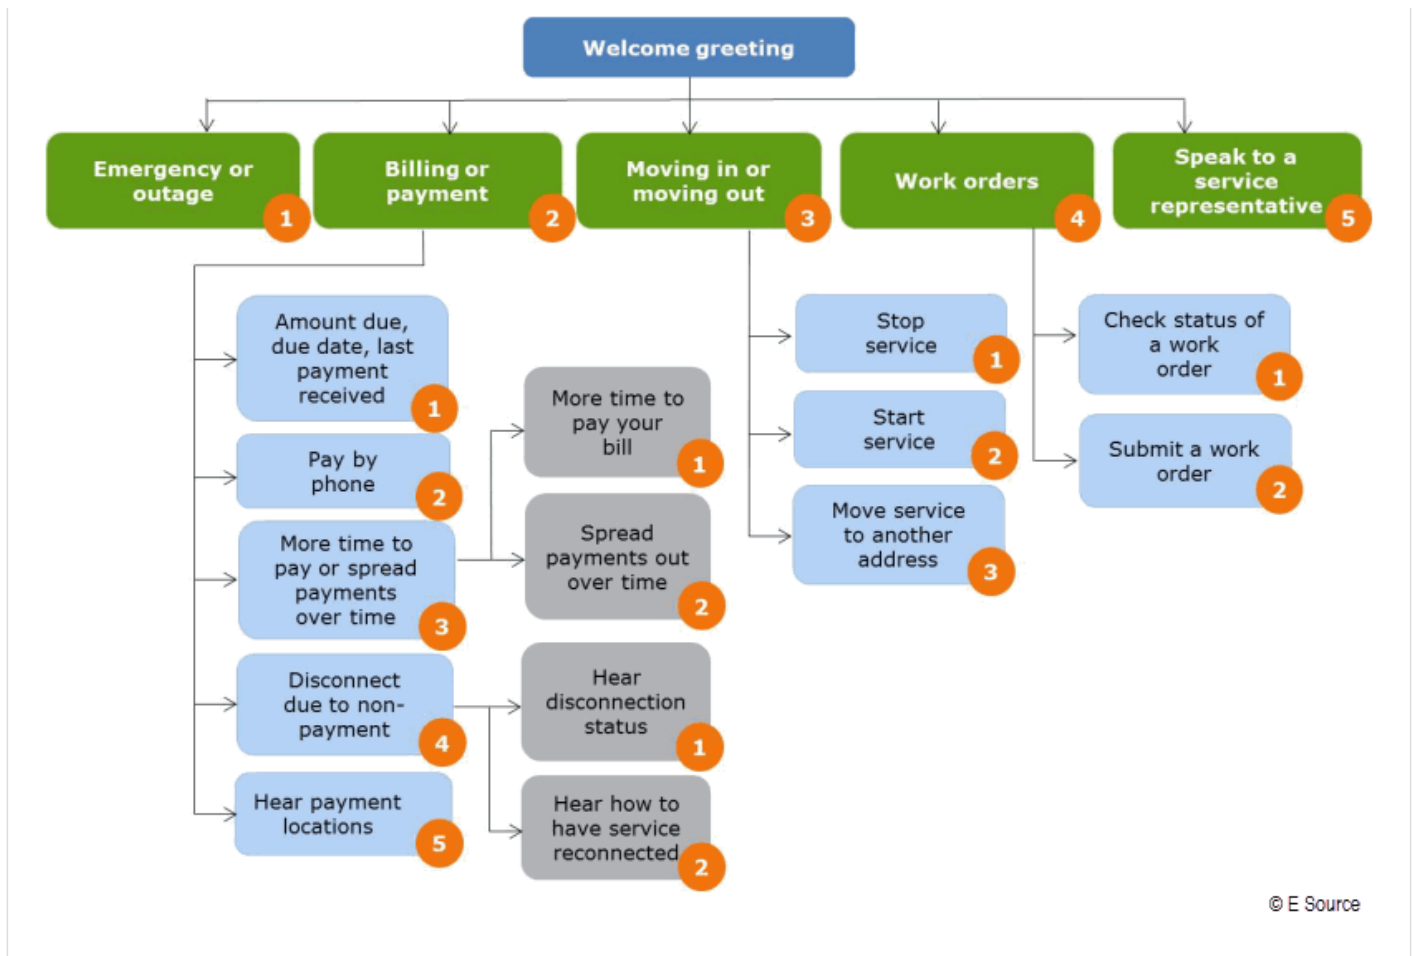 Welcome greeting
Emergency or
outage
1
Billing or
payment
2
Moving in or
moving out
3
Work orders
4
Speak to a
service
representative
5
Amount due,
due date, last
payment
received
1
Pay by
phone
2
More time to
pay or spread
payments
over time
3
More time to
pay your
bill
1
Spread
payments out
over time
2
Disconnect
due to non-
payment
4
Hear
disconnection
status
1
Hear how to
have service
reconnected
2
Hear payment
locations
5
Stop
service
1
Start
service
2
Move service
to another
address
3
Check status of
a work
order
1
Submit a work
order
2
© E Source